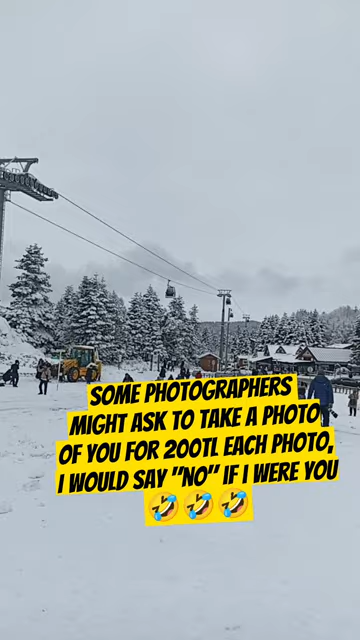 SOME PHOTOGRAPHERS
MIGHT ASK TO TAKE A PHOTO
OF YOU FOR 200TL EACH PHOTO,
I WOULD SAY "NO" IF I WERE YOU
🤣🤣🤣